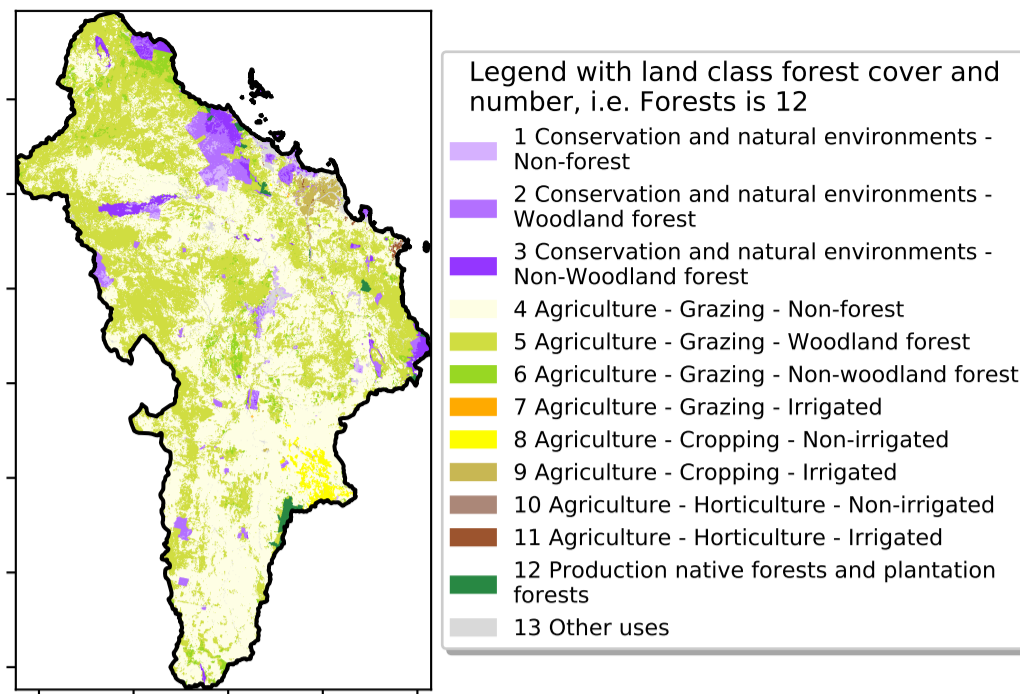 Legend with land class forest cover and
number, i.e. Forests is 12
1 Conservation and natural environments -
Non-forest
2 Conservation and natural environments -
Woodland forest
3 Conservation and natural environments -
Non-Woodland forest
4 Agriculture - Grazing - Non-forest
5 Agriculture - Grazing - Woodland forest
6 Agriculture - Grazing - Non-woodland forest
7 Agriculture - Grazing - Irrigated
8 Agriculture - Cropping - Non-irrigated
9 Agriculture - Cropping - Irrigated
10 Agriculture - Horticulture - Non-irrigated
11 Agriculture - Horticulture - Irrigated
12 Production native forests and plantation
forests
13 Other uses